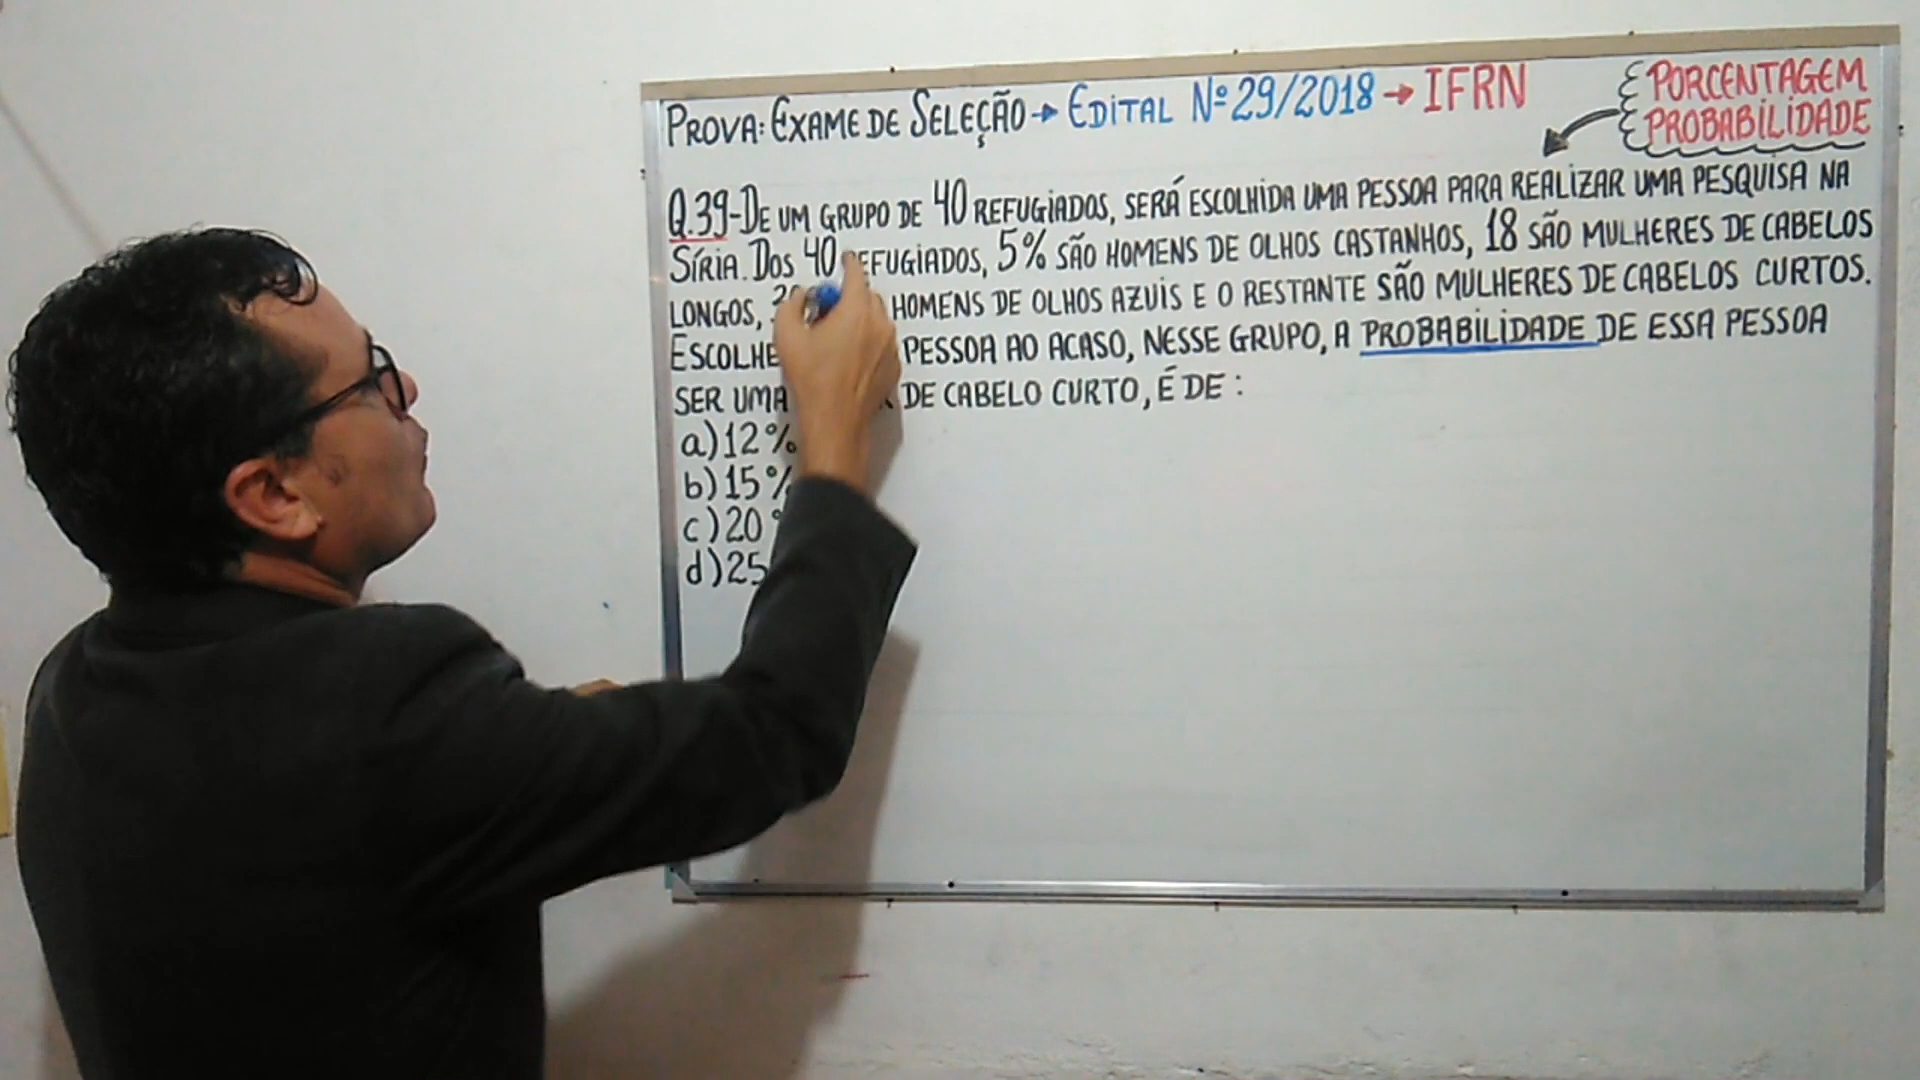 PROVA: EXAME DE SELEÇÃO → EDITAL Nº 29/2018 → IFRN
PORCENTAGEM
PROBABILIDADE
Q.39-DE UM GRUPO DE 40 REFUGIADOS, SERÁ ESCOLHIDA UMA PESSOA PARA REALIZAR UMA PESQUISA NA
SÍRIA. DOS 40 REFUGIADOS, 5% SÃO HOMENS DE OLHOS CASTANHOS, 18 SÃO MULHERES DE CABELOS
LONGOS, HOMENS DE OLHOS AZUIS E O RESTANTE SÃO MULHERES DE CABELOS CURTOS.
ESCOLHE PESSOA AO ACASO, NESSE GRUPO, A PROBABILIDADE DE ESSA PESSOA
SER UMA DE CABELO CURTO, É DE :
a) 12%
b) 15%
c) 20
d) 25